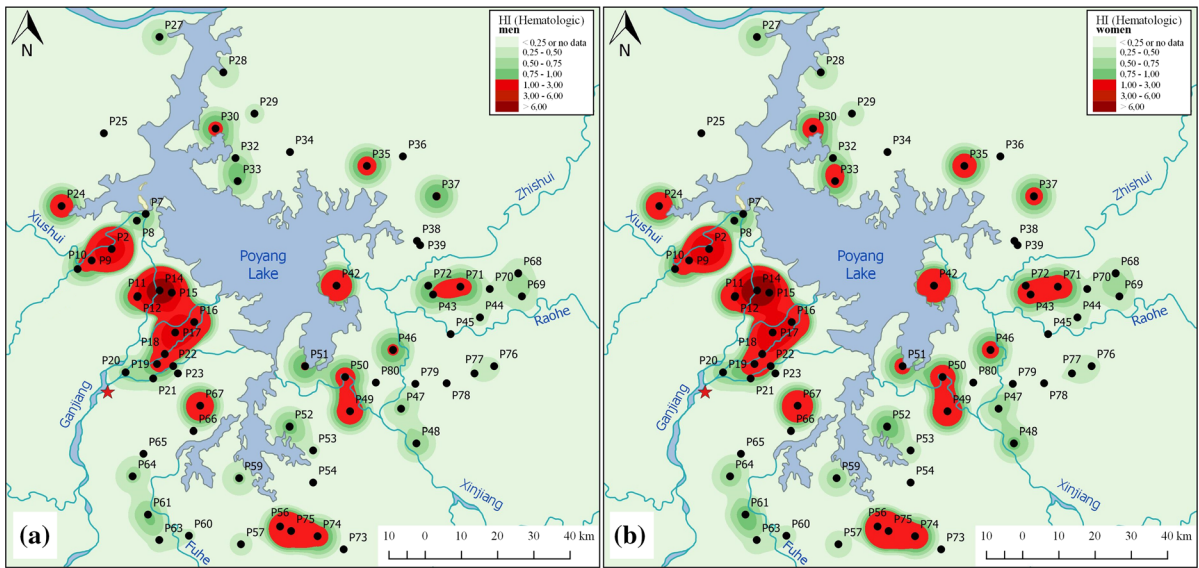 HI (Hematologic)
men
< 0,25 or no data
0,25 - 0,50
0,50 - 0,75
0,75 - 1,00
1,00 - 3,00
3,00 - 6,00
> 6,00
N
P27
P28
P29
P30
P25
P32
P34
P36
P35
P33
P37
Zhishui
P24
P7
P8
Xiushui
P2
P38
P39
P10
P9
Poyang
Lake
P68
P11
P14
P42
P72
P71
P70
P69
P15
P12
P43
P44
Raohe
P16
P45
P17
P46
P18
P20
P19
P22
P51
P50
P77
P76
P23
P80
P79
P21
P78
Ganjiang
P67
P49
P47
P66
P52
P65
P53
P48
P64
P59
P54
Xinjiang
P61
P56
P63
P60
P75
P74
P57
P73
Fuhe
(a)
10 0 10 20 30 40 km
HI (Hematologic)
women
< 0,25 or no data
0,25 - 0,50
0,50 - 0,75
0,75 - 1,00
1,00 - 3,00
3,00 - 6,00
> 6,00
N
P27
P28
P29
P30
P25
P32
P34
P36
P35
P33
P37
Zhishui
P24
P7
P8
Xiushui
P2
P38
P39
P10
P9
Poyang
Lake
P68
P11
P14
P42
P72
P71
P70
P69
P15
P12
P43
P44
Raohe
P16
P45
P17
P46
P18
P20
P19
P22
P51
P50
P77
P76
P23
P80
P79
P21
P78
Ganjiang
P67
P49
P47
P66
P52
P65
P53
P48
P64
P59
P54
Xinjiang
P61
P56
P63
P60
P75
P74
P57
P73
Fuhe
(b)
10 0 10 20 30 40 km